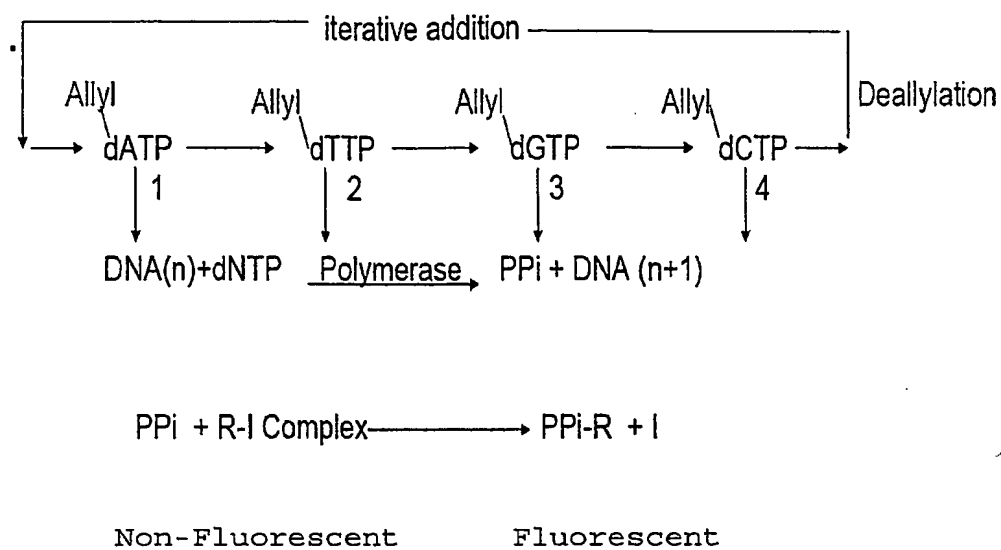 iterative addition
Allyl Allyl Allyl Allyl Deallylation
dATP dTTP dGTP dCTP
1 2 3 4
DNA(n)+dNTP Polymerase PPi + DNA (n+1)
PPi + R-I Complex PPi-R + I
Non-Fluorescent Fluorescent